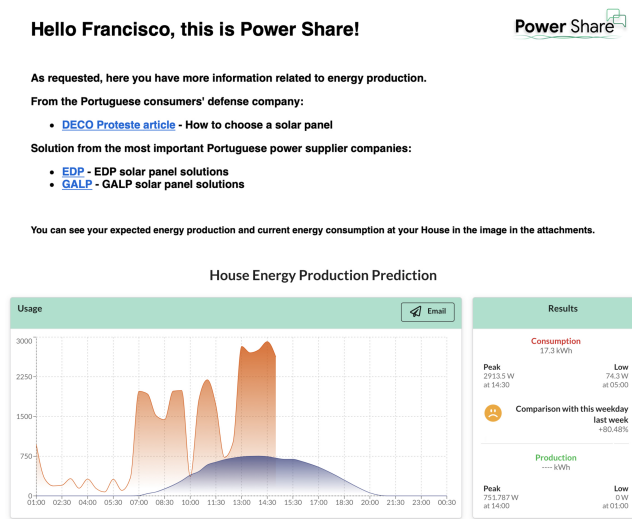 Hello Francisco, this is Power Share!
Power Share
As requested, here you have more information related to energy production.
From the Portuguese consumers' defense company:
• DECO Proteste article - How to choose a solar panel
Solution from the most important Portuguese power supplier companies:
• EDP - EDP solar panel solutions
• GALP - GALP solar panel solutions
You can see your expected energy production and current energy consumption at your House in the image in the attachments.
House Energy Production Prediction
Usage
Email
3000
2250
1500
750
0
01:00 02:30 04:00 05:30 07:00 08:30 10:00 11:30 13:00 14:30 16:00 17:30 18:30 20:00 21:30 23:00 00:30
Results
Consumption
17.3 kWh
Peak Low
2913.5 W 74.3 W
at 14:30 at 05:00
Comparison with this weekday
last week
+80.48%
Production
---- kWh
Peak Low
751.787 W 0 W
at 14:00 at 01:00